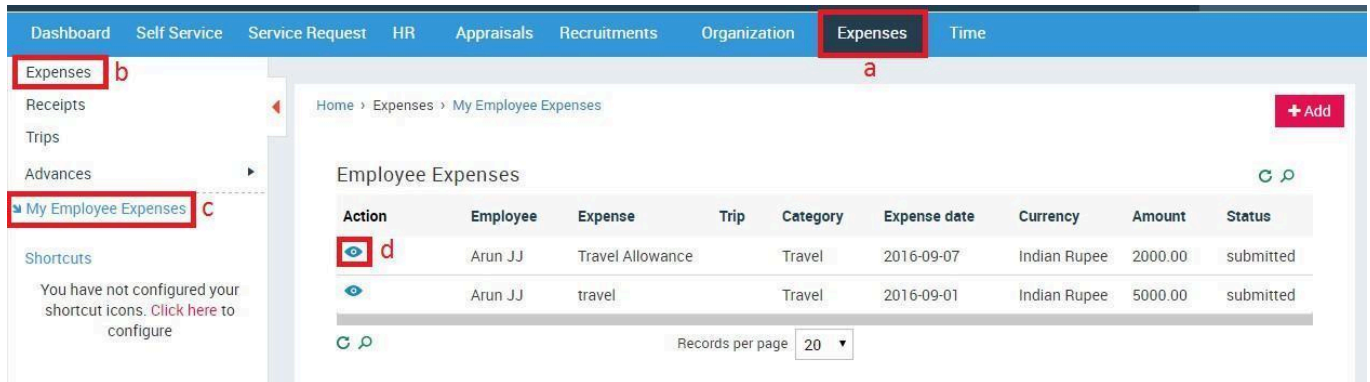 Dashboard Self Service Service Request HR Appraisals Recruitments Organization Expenses Time
a
Expenses b
Receipts
Trips
Advances
My Employee Expenses c
Shortcuts
You have not configured your
shortcut icons. Click here to
configure
Home › Expenses › My Employee Expenses
+ Add
Employee Expenses
Action Employee Expense Trip Category Expense date Currency Amount Status
d Arun JJ Travel Allowance Travel 2016-09-07 Indian Rupee 2000.00 submitted
Arun JJ travel Travel 2016-09-01 Indian Rupee 5000.00 submitted
Records per page 20